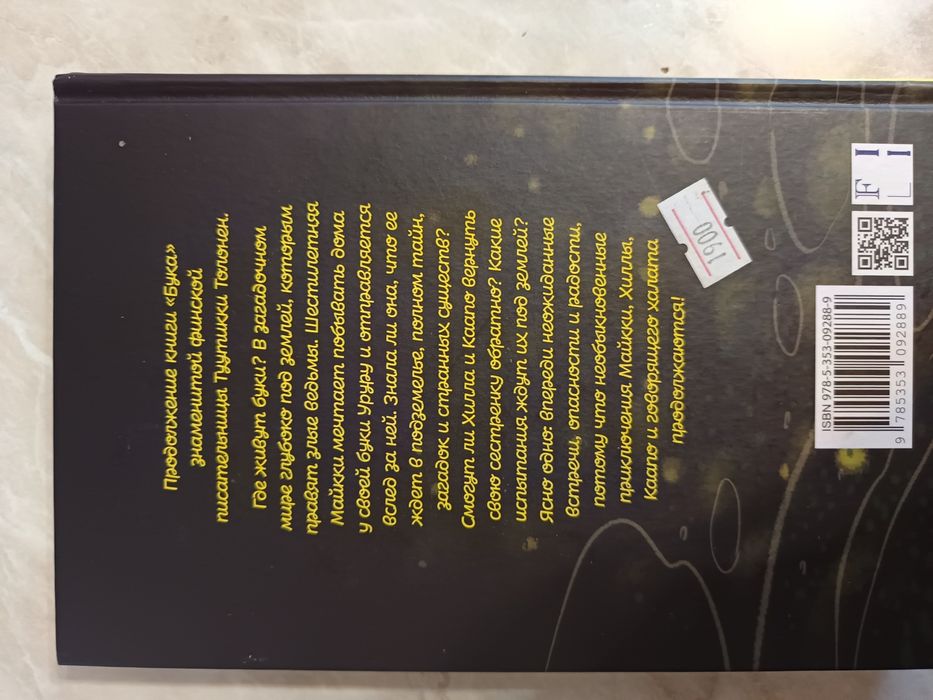 Продолжение книги «Бука»
знаменитой финской
писательницы Туутикки Толонен.
Где живут буки? В загадочном
мире глубоко под землей, которым
правят злые ведьмы. Шестилетняя
Майкки мечтает побывать дома
у своей буки Уруру и отправляется
вслед за ней. Знала ли она, что ее
ждет в подземелье, полном тайн,
загадок и странных существ?
Смогут ли Хилла и Каапо вернуть
свою сестренку обратно? Какие
испытания ждут их под землей?
Ясно одно: впереди неожиданные
встречи, опасности и радости,
потому что необыкновенные
приключения Майкки, Хиллы,
Каапо и говорящего халата
продолжаются!
1900
ISBN 978-5-353-09288-9
9 785353 092889
F I
L I